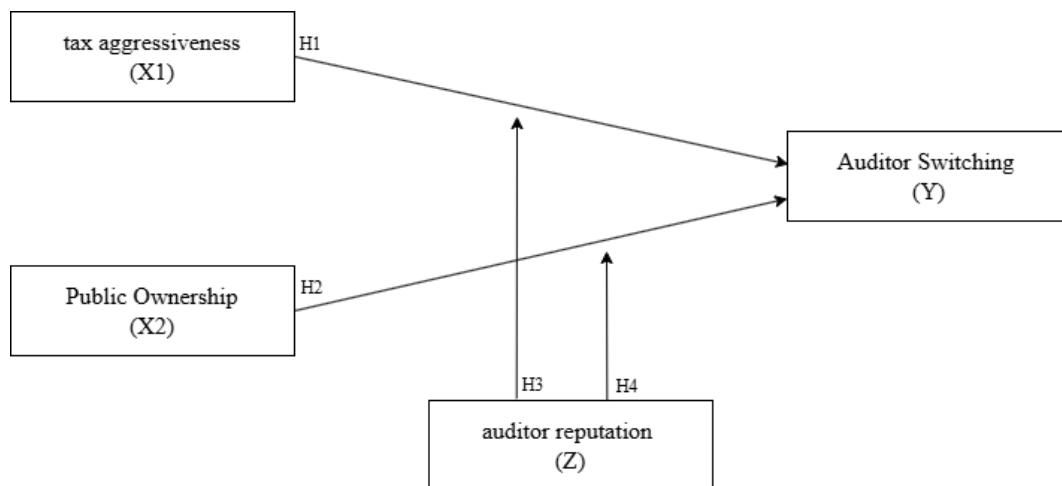 tax aggressiveness
(X1)
H1
Auditor Switching
(Y)
Public Ownership
(X2)
H2
H3
H4
auditor reputation
(Z)